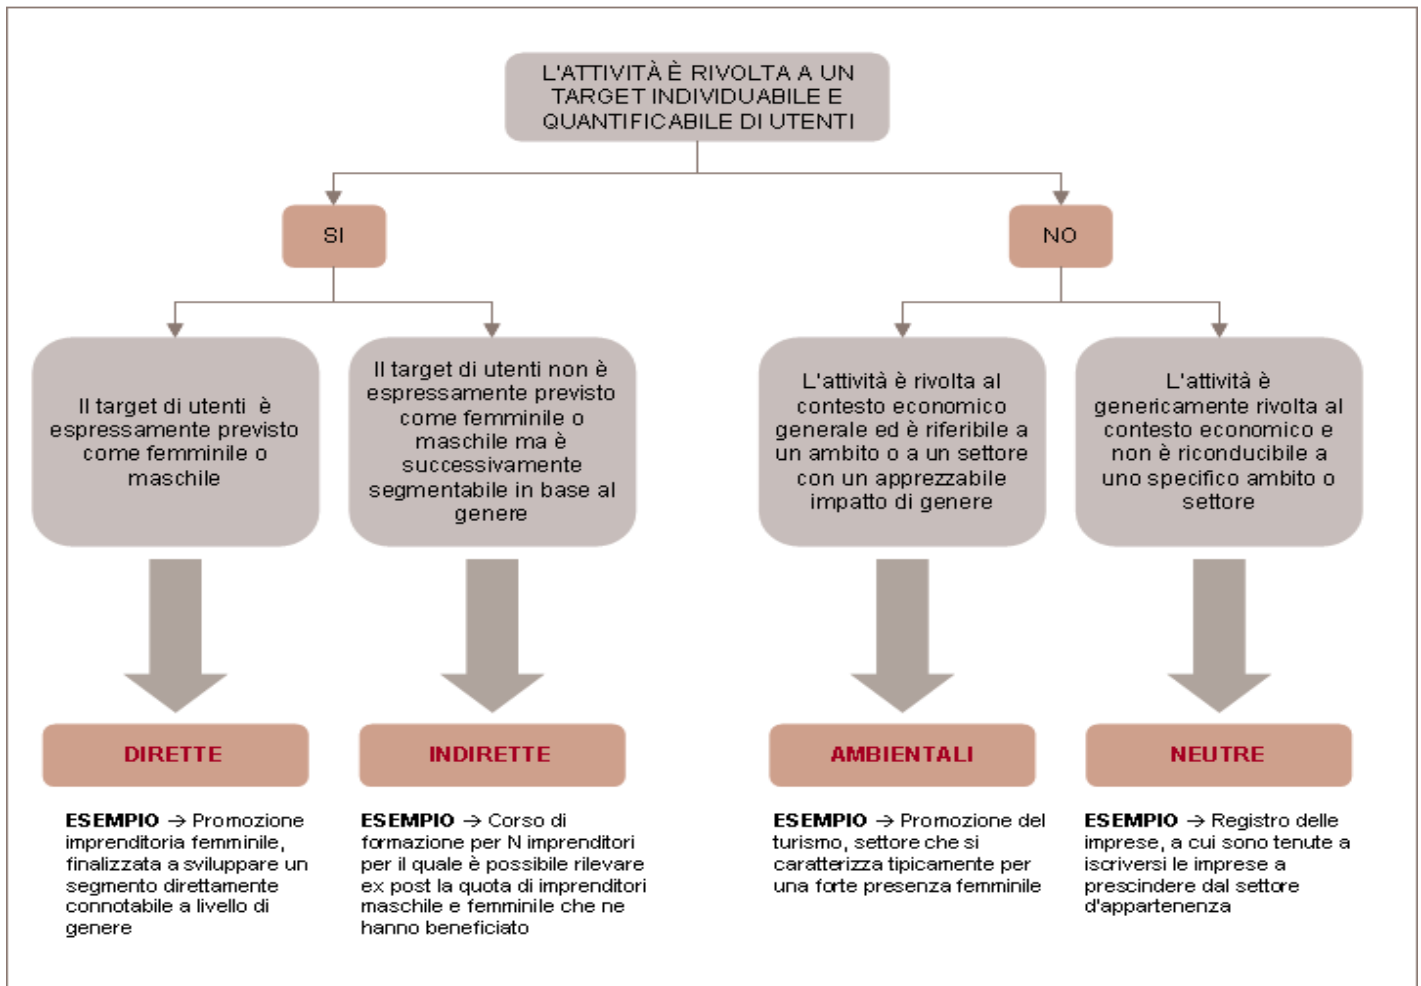 L'ATTIVITÀ È RIVOLTA A UN
TARGET INDIVIDUABILE E
QUANTIFICABILE DI UTENTI
SI
NO
Il target di utenti è
espressamente previsto
come femminile o
maschile
Il target di utenti non è
espressamente previsto
come femminile o
maschile ma è
successivamente
segmentabile in base al
genere
L'attività è rivolta al
contesto economico
generale ed è riferibile a
un ambito o a un settore
con un apprezzabile
impatto di genere
L'attività è
genericamente rivolta al
contesto economico e
non è riconducibile a
uno specifico ambito o
settore
DIRETTE
INDIRETTE
AMBIENTALI
NEUTRE
ESEMPIO → Promozione
imprenditoria femminile,
finalizzata a sviluppare un
segmento direttamente
connotabile a livello di
genere
ESEMPIO → Corso di
formazione per N imprenditori
per il quale è possibile rilevare
ex post la quota di imprenditori
maschile e femminile che ne
hanno beneficiato
ESEMPIO → Promozione del
turismo, settore che si
caratterizza tipicamente per
una forte presenza femminile
ESEMPIO → Registro delle
imprese, a cui sono tenute a
iscriversi le imprese a
prescindere dal settore
d'appartenenza